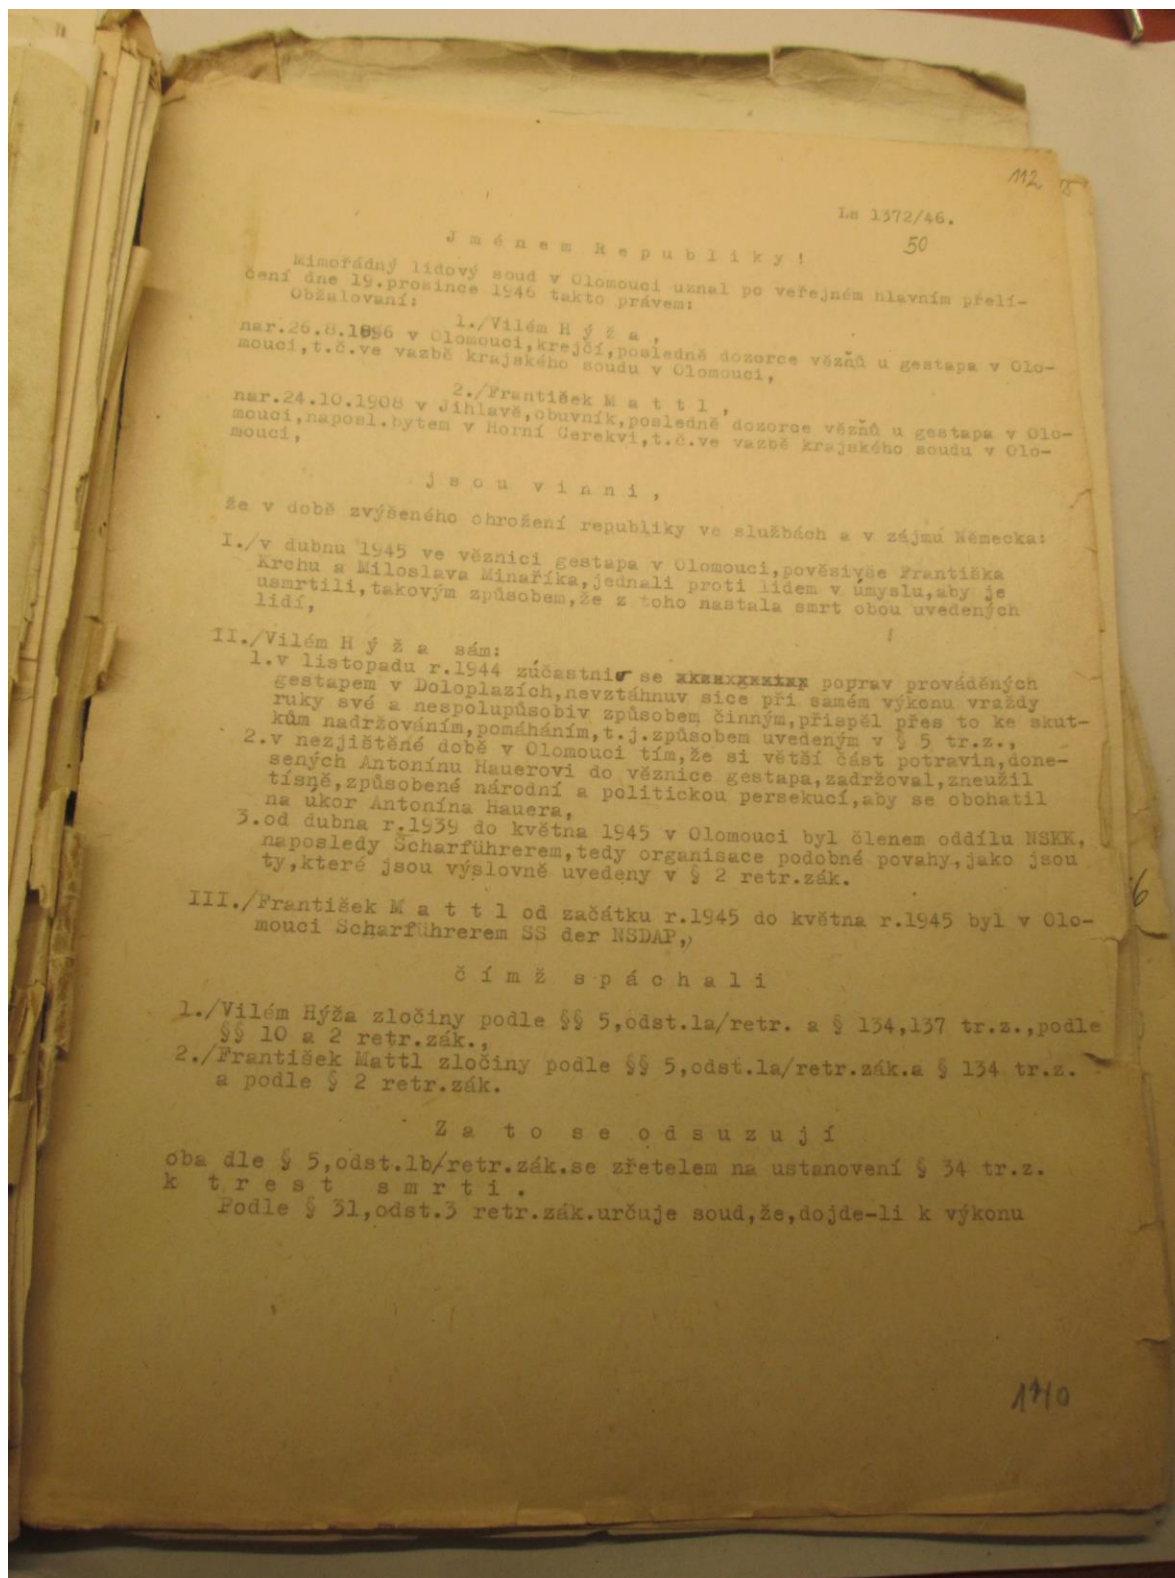 112
Ls 1372/46.
50
J m é n e m  R e p u b l i k y !
Mimořádný lidový soud v Olomouci uznal po veřejném hlavním přelí-
čení dne 19.prosince 1946 takto právem:
Obžalovaní:
1./Vilém H ý ž a ,
nar.26.8.1896 v Olomouci,krejčí,posledně dozorce vězňů u gestapa v Olo-
mouci,t.č.ve vazbě krajského soudu v Olomouci,
2./František M a t t l ,
nar.24.10.1908 v Jihlavě,obuvník,posledně dozorce vězňů u gestapa v Olo-
mouci,naposl.bytem v Horní Cerekvi,t.č.ve vazbě krajského soudu v Olo-
mouci,
j s o u  v i n n i ,
že v době zvýšeného ohrožení republiky ve službách a v zájmu Německa:
I./v dubnu 1945 ve věznici gestapa v Olomouci,pověsivše Františka
Krchu a Miloslava Minaříka,jednali proti lidem v úmyslu,aby je
usmrtili,takovým způsobem,že z toho nastala smrt obou uvedených
lidí,
II./Vilém H ý ž a  sám:
1.v listopadu r.1944 zúčastniv se poprav prováděných
gestapem v Doloplazích,nevztáhnuv sice při samém výkonu vraždy
ruky své a nespolupůsobiv způsobem činným,přispěl přes to ke skut-
kům nadržováním,pomáháním,t.j.způsobem uvedeným v § 5 tr.z.,
2.v nezjištěné době v Olomouci tím,že si větší část potravin,done-
sených Antonínu Hauerovi do věznice gestapa,zadržoval,zneužil
tísně,způsobené národní a politickou persekucí,aby se obohatil
na úkor Antonína Hauera,
3.od dubna r.1939 do května 1945 v Olomouci byl členem oddílu NSKK,
naposledy Scharführerem,tedy organisace podobné povahy,jako jsou
ty,které jsou výslovně uvedeny v § 2 retr.zák.
III./František M a t t l od začátku r.1945 do května r.1945 byl v Olo-
mouci Scharführerem SS der NSDAP,
č í m ž  s p á c h a l i
1./Vilém Hýža zločiny podle §§ 5,odst.1a/retr. a § 134,137 tr.z.,podle
§§ 10 a 2 retr.zák.,
2./František Mattl zločiny podle §§ 5,odst.1a/retr.zák.a § 134 tr.z.
a podle § 2 retr.zák.
Z a  t o  s e  o d s u z u j í
oba dle § 5,odst.1b/retr.zák.se zřetelem na ustanovení § 34 tr.z.
k  t r e s t  s m r t i .
Podle § 31,odst.3 retr.zák.určuje soud,že,dojde-li k výkonu